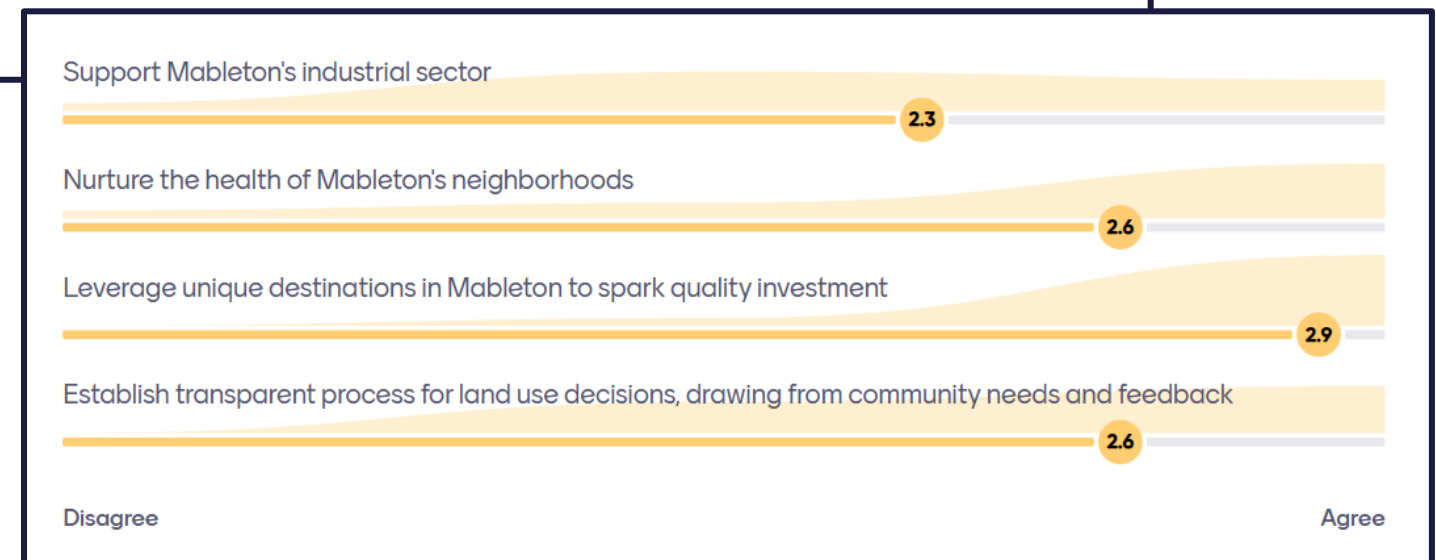 Support Mableton's industrial sector
2.3
Nurture the health of Mableton's neighborhoods
2.6
Leverage unique destinations in Mableton to spark quality investment
2.9
Establish transparent process for land use decisions, drawing from community needs and feedback
2.6
Disagree
Agree